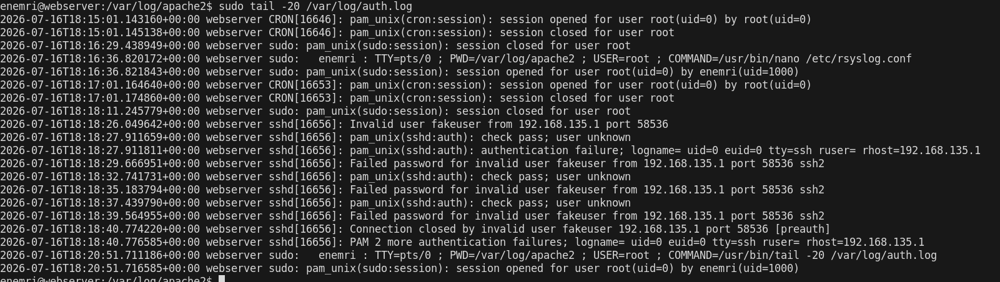 enemri@webserver:/var/log/apache2$ sudo tail -20 /var/log/auth.log
2026-07-16T18:15:01.143160+00:00 webserver CRON[16646]: pam_unix(cron:session): session opened for user root(uid=0) by root(uid=0)
2026-07-16T18:15:01.145138+00:00 webserver CRON[16646]: pam_unix(cron:session): session closed for user root
2026-07-16T18:16:29.438949+00:00 webserver sudo: pam_unix(sudo:session): session closed for user root
2026-07-16T18:16:36.820172+00:00 webserver sudo:   enemri : TTY=pts/0 ; PWD=/var/log/apache2 ; USER=root ; COMMAND=/usr/bin/nano /etc/rsyslog.conf
2026-07-16T18:16:36.821843+00:00 webserver sudo: pam_unix(sudo:session): session opened for user root(uid=0) by enemri(uid=1000)
2026-07-16T18:17:01.164640+00:00 webserver CRON[16653]: pam_unix(cron:session): session opened for user root(uid=0) by root(uid=0)
2026-07-16T18:17:01.174860+00:00 webserver CRON[16653]: pam_unix(cron:session): session closed for user root
2026-07-16T18:18:11.245779+00:00 webserver sudo: pam_unix(sudo:session): session closed for user root
2026-07-16T18:18:26.049642+00:00 webserver sshd[16656]: Invalid user fakeuser from 192.168.135.1 port 58536
2026-07-16T18:18:27.911659+00:00 webserver sshd[16656]: pam_unix(sshd:auth): check pass; user unknown
2026-07-16T18:18:27.911811+00:00 webserver sshd[16656]: pam_unix(sshd:auth): authentication failure; logname= uid=0 euid=0 tty=ssh ruser= rhost=192.168.135.1
2026-07-16T18:18:29.666951+00:00 webserver sshd[16656]: Failed password for invalid user fakeuser from 192.168.135.1 port 58536 ssh2
2026-07-16T18:18:32.741731+00:00 webserver sshd[16656]: pam_unix(sshd:auth): check pass; user unknown
2026-07-16T18:18:35.183794+00:00 webserver sshd[16656]: Failed password for invalid user fakeuser from 192.168.135.1 port 58536 ssh2
2026-07-16T18:18:37.439790+00:00 webserver sshd[16656]: pam_unix(sshd:auth): check pass; user unknown
2026-07-16T18:18:39.564955+00:00 webserver sshd[16656]: Failed password for invalid user fakeuser from 192.168.135.1 port 58536 ssh2
2026-07-16T18:18:40.774220+00:00 webserver sshd[16656]: Connection closed by invalid user fakeuser 192.168.135.1 port 58536 [preauth]
2026-07-16T18:18:40.776585+00:00 webserver sshd[16656]: PAM 2 more authentication failures; logname= uid=0 euid=0 tty=ssh ruser= rhost=192.168.135.1
2026-07-16T18:20:51.711186+00:00 webserver sudo:   enemri : TTY=pts/0 ; PWD=/var/log/apache2 ; USER=root ; COMMAND=/usr/bin/tail -20 /var/log/auth.log
2026-07-16T18:20:51.716585+00:00 webserver sudo: pam_unix(sudo:session): session opened for user root(uid=0) by enemri(uid=1000)
enemri@webserver:/var/log/apache2$